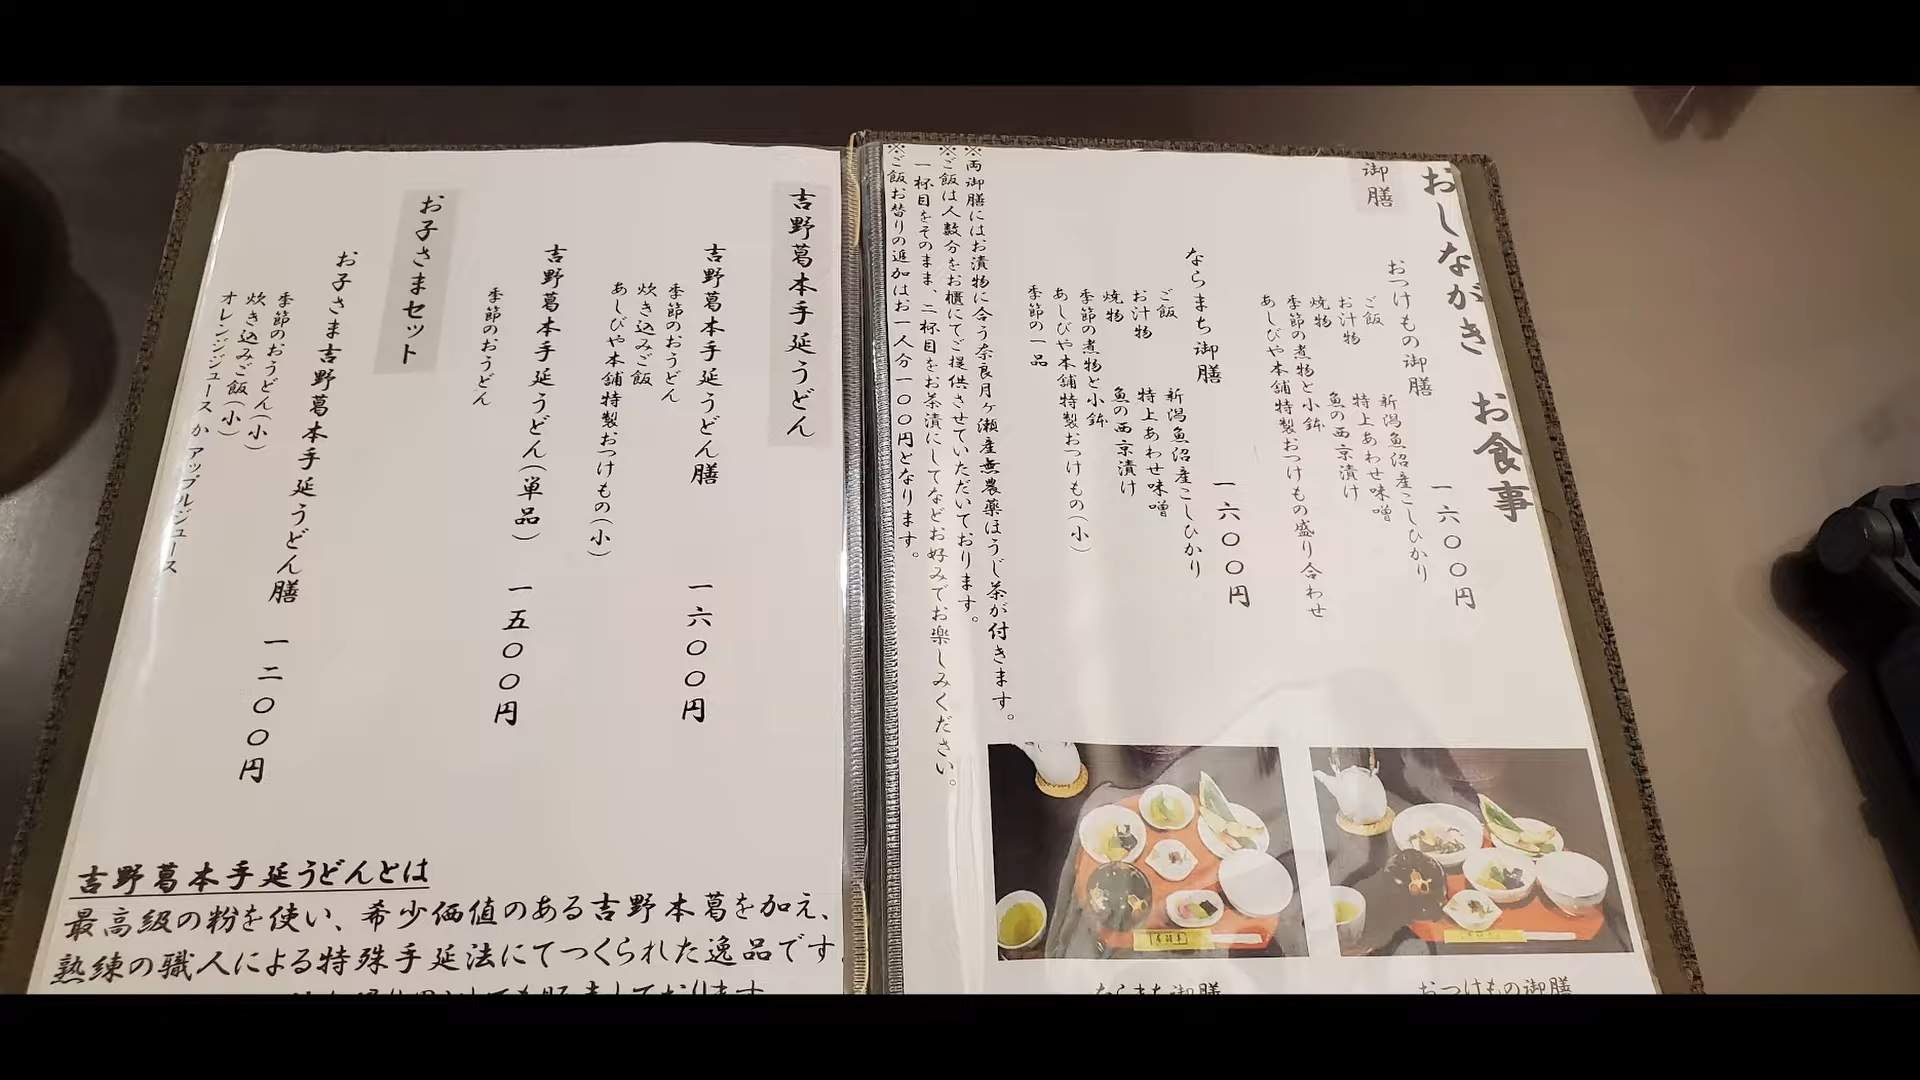 おしながき お食事
御膳
おつけもの御膳 一六〇〇円
ご飯 新潟魚沼産こしひかり
お汁物 特上あわせ味噌
焼物 魚の西京漬け
季節の煮物と小鉢
あしびや本舗特製おつけもの盛り合わせ
ならまち御膳 一六〇〇円
ご飯 新潟魚沼産こしひかり
お汁物 特上あわせ味噌
焼物 魚の西京漬け
季節の煮物と小鉢
あしびや本舗特製おつけもの(小)
季節の一品
※両御膳にはお漬物に合う奈良月ヶ瀬産無農薬ほうじ茶が付きます。
※ご飯は人数分をお櫃にてご提供させていただいております。
一杯目をそのまま、二杯目をお茶漬にしてなどお好みでお楽しみください。
※ご飯お替りの追加はお一人分一〇〇円となります。
ならまち御膳
おつけもの御膳
吉野葛本手延うどん
吉野葛本手延うどん膳 一六〇〇円
季節のおうどん
炊き込みご飯
あしびや本舗特製おつけもの(小)
吉野葛本手延うどん(単品) 一五〇〇円
季節のおうどん
お子さまセット
お子さま吉野葛本手延うどん膳 一二〇〇円
季節のおうどん(小)
炊き込みご飯(小)
オレンジジュース か アップルジュース
吉野葛本手延うどんとは
最高級の粉を使い、希少価値のある吉野本葛を加え、
熟練の職人による特殊手延法にてつくられた逸品です.